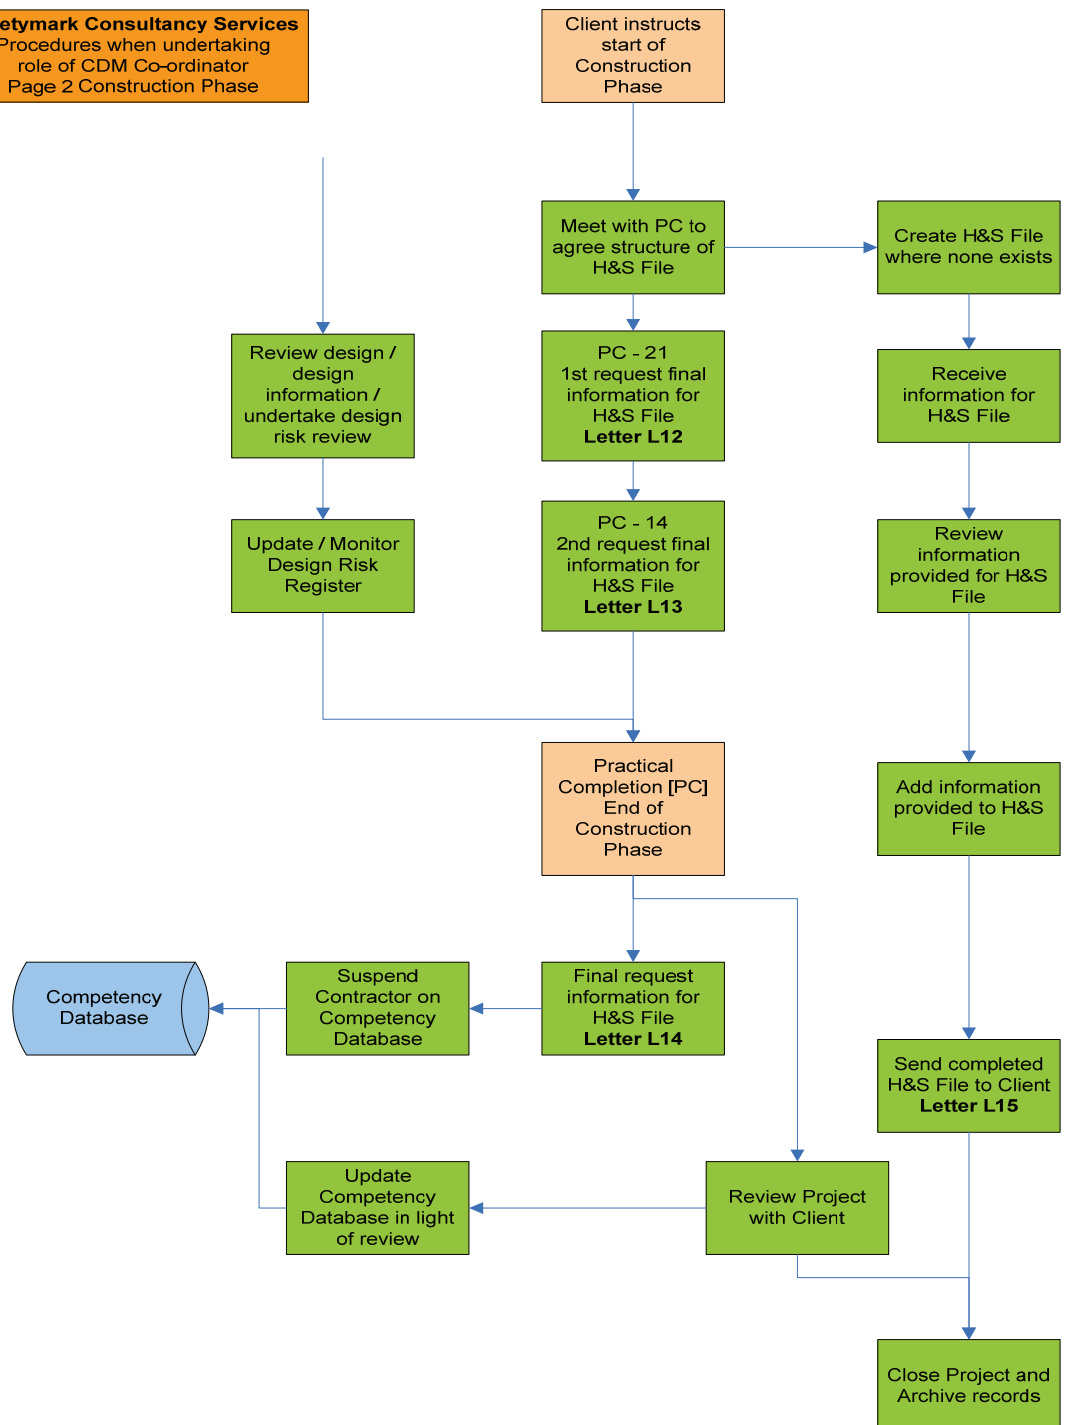 etymark Consultancy Services
Procedures when undertaking
role of CDM Co-ordinator
Page 2 Construction Phase
Client instructs
start of
Construction
Phase
Meet with PC to
agree structure of
H&S File
Create H&S File
where none exists
Review design /
design
information /
undertake design
risk review
PC - 21
1st request final
information for
H&S File
Letter L12
Receive
information for
H&S File
Update / Monitor
Design Risk
Register
PC - 14
2nd request final
information for
H&S File
Letter L13
Review
information
provided for H&S
File
Practical
Completion [PC]
End of
Construction
Phase
Add information
provided to H&S
File
Competency
Database
Suspend
Contractor on
Competency
Database
Final request
information for
H&S File
Letter L14
Send completed
H&S File to Client
Letter L15
Update
Competency
Database in light
of review
Review Project
with Client
Close Project and
Archive records